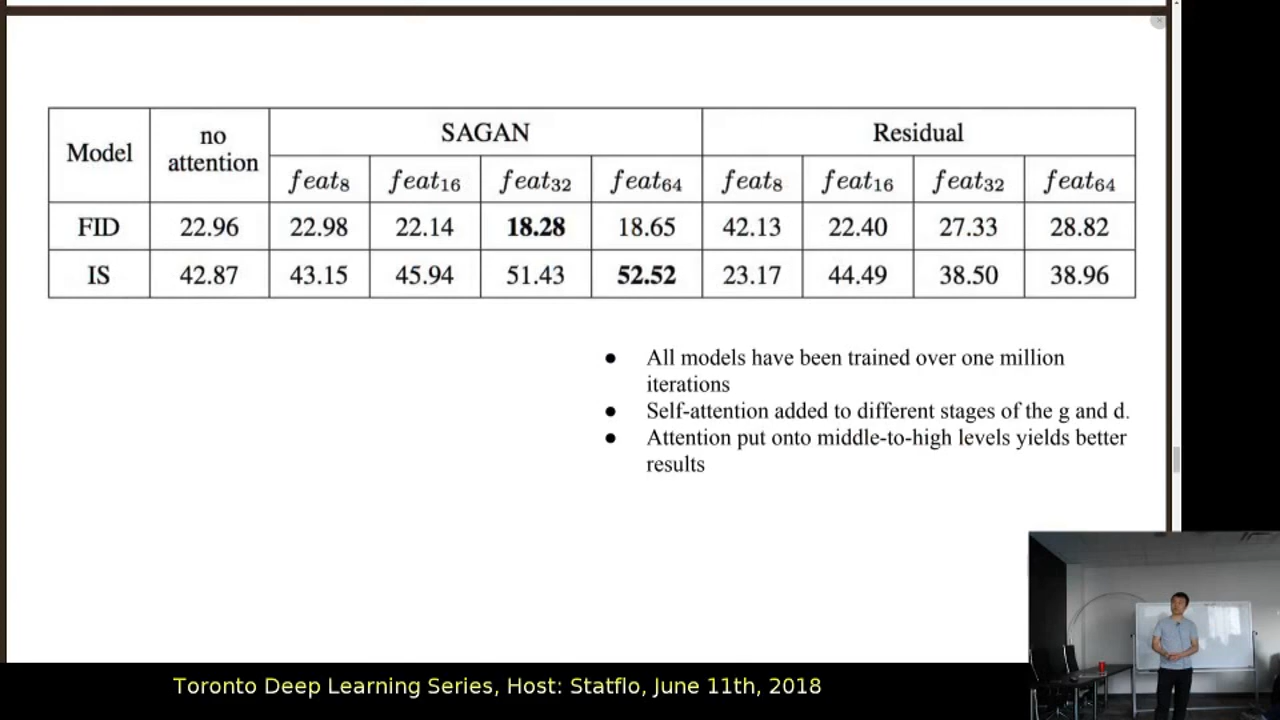 Model
no
attention
SAGAN
Residual
feat8 feat16 feat32 feat64 feat8 feat16 feat32 feat64
FID 22.96 22.98 22.14 18.28 18.65 42.13 22.40 27.33 28.82
IS 42.87 43.15 45.94 51.43 52.52 23.17 44.49 38.50 38.96
● All models have been trained over one million
iterations
● Self-attention added to different stages of the g and d.
● Attention put onto middle-to-high levels yields better
results
Toronto Deep Learning Series, Host: Statflo, June 11th, 2018